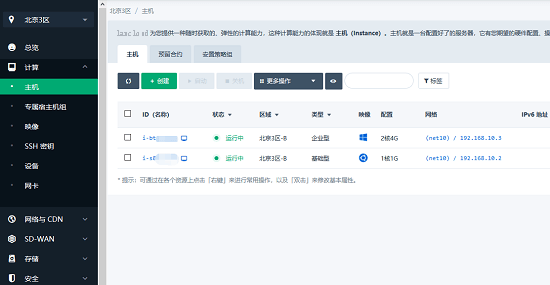 北京3区
总览
计算
主机
专属宿主机组
映像
SSH 密钥
设备
网卡
网络与 CDN
SD-WAN
存储
安全
北京3区 / 主机
为您提供一种随时获取的、弹性的计算能力，这种计算能力的体现就是 主机（Instance）。主机就是一台配置好了的服务器，它有您期望的硬件配置、操
主机 预留合约 安置策略组
+ 创建 更多操作 标签
ID（名称） 状态 区域 类型 映像 配置 网络 IPv6 地址
运行中 北京3区-B 企业型 2核4G (net10) / 192.168.10.3
运行中 北京3区-B 基础型 1核1G (net10) / 192.168.10.2
* 提示：可通过在各个资源上点击「右键」来进行常用操作，以及「双击」来修改基本属性。